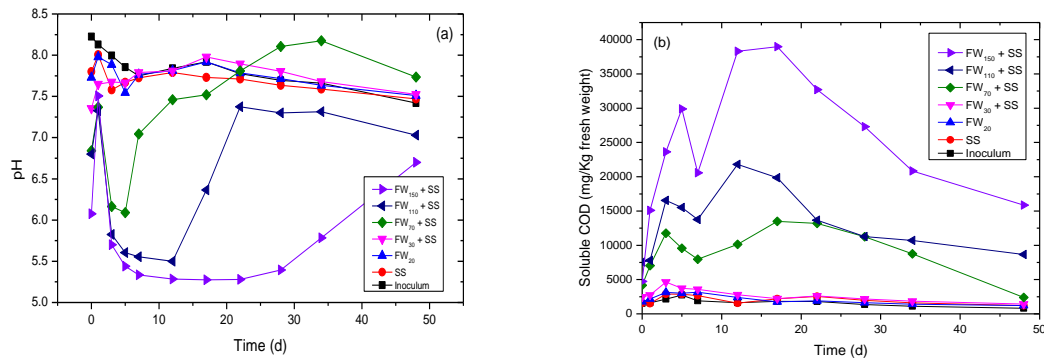 (a)
8.5
8.0
7.5
7.0
6.5
6.0
5.5
5.0
pH
0
10
20
30
40
50
Time (d)
FW150 + SS
FW110 + SS
FW70 + SS
FW30 + SS
FW20
SS
Inoculum
(b)
45000
40000
35000
30000
25000
20000
15000
10000
5000
0
Soluble COD (mg/Kg fresh weight)
0
10
20
30
40
50
Time (d)
FW150 + SS
FW110 + SS
FW70 + SS
FW30 + SS
FW20
SS
Inoculum